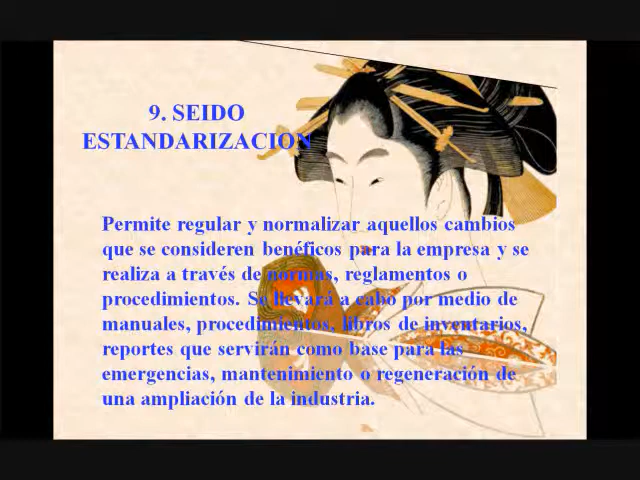 9. SEIDO
ESTANDARIZACION
Permite regular y normalizar aquellos cambios
que se consideren benéficos para la empresa y se
realiza a través de normas, reglamentos o
procedimientos. Se llevará a cabo por medio de
manuales, procedimientos, libros de inventarios,
reportes que servirán como base para las
emergencias, mantenimiento o regeneración de
una ampliación de la industria.